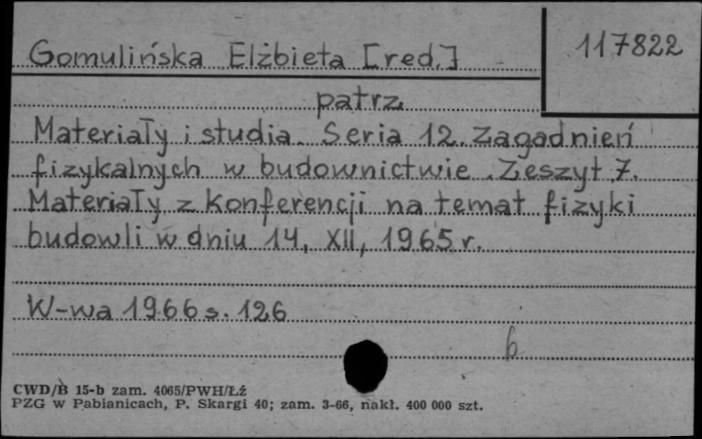 Gomulińska Elżbieta [red.]
117822
patrz
Materiały i studia. Seria 12. Zagadnień
fizykalnych w budownictwie. Zeszyt 7.
Materiały z Konferencji na temat fizyki
budowli w dniu 14, XII, 1965 r.
W-wa 1966 s. 126
6
CWD/B 15-b zam. 4065/PWH/Łź
PZG w Pabianicach, P. Skargi 40; zam. 3-66, nakł. 400 000 szt.